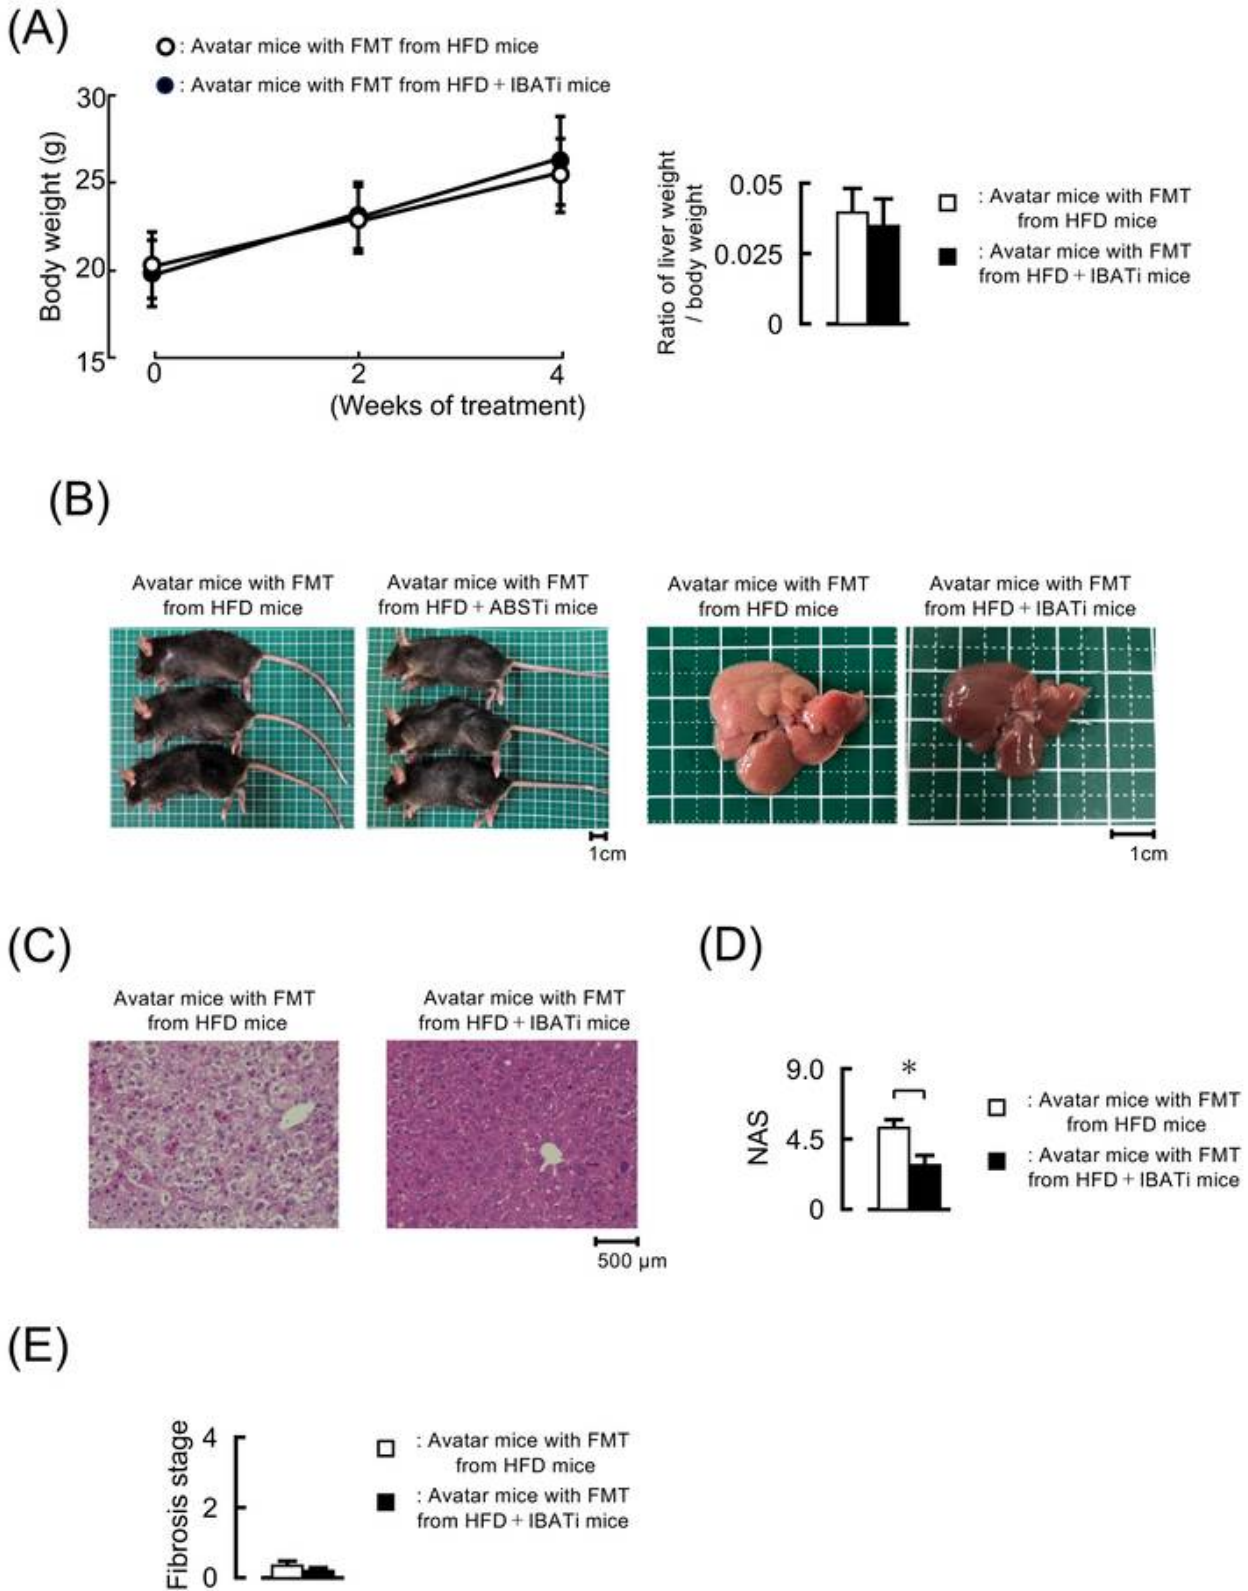 (A)
: Avatar mice with FMT from HFD mice
: Avatar mice with FMT from HFD + IBATi mice
Body weight (g)
30
25
20
15
0
2
4
(Weeks of treatment)
Ratio of liver weight
/ body weight
0.05
0.025
0
: Avatar mice with FMT
from HFD mice
: Avatar mice with FMT
from HFD + IBATi mice
(B)
Avatar mice with FMT
from HFD mice
Avatar mice with FMT
from HFD + ABSTi mice
Avatar mice with FMT
from HFD mice
Avatar mice with FMT
from HFD + IBATi mice
1cm
1cm
(C)
Avatar mice with FMT
from HFD mice
Avatar mice with FMT
from HFD + IBATi mice
500 μm
(D)
NAS
9.0
4.5
0
*
: Avatar mice with FMT
from HFD mice
: Avatar mice with FMT
from HFD + IBATi mice
(E)
Fibrosis stage
4
2
0
: Avatar mice with FMT
from HFD mice
: Avatar mice with FMT
from HFD + IBATi mice